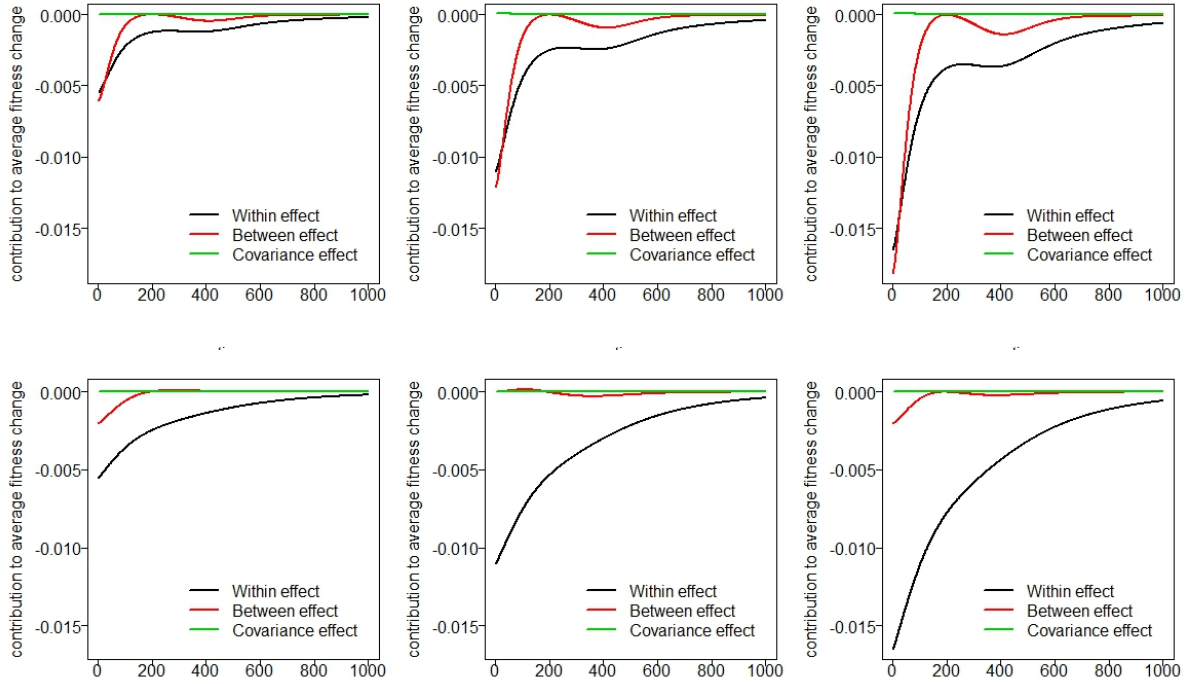 contribution to average fitness change
0.000
-0.005
-0.010
-0.015
Within effect
Between effect
Covariance effect
0 200 400 600 800 1000
contribution to average fitness change
0.000
-0.005
-0.010
-0.015
Within effect
Between effect
Covariance effect
0 200 400 600 800 1000
contribution to average fitness change
0.000
-0.005
-0.010
-0.015
Within effect
Between effect
Covariance effect
0 200 400 600 800 1000
contribution to average fitness change
0.000
-0.005
-0.010
-0.015
Within effect
Between effect
Covariance effect
0 200 400 600 800 1000
contribution to average fitness change
0.000
-0.005
-0.010
-0.015
Within effect
Between effect
Covariance effect
0 200 400 600 800 1000
contribution to average fitness change
0.000
-0.005
-0.010
-0.015
Within effect
Between effect
Covariance effect
0 200 400 600 800 1000